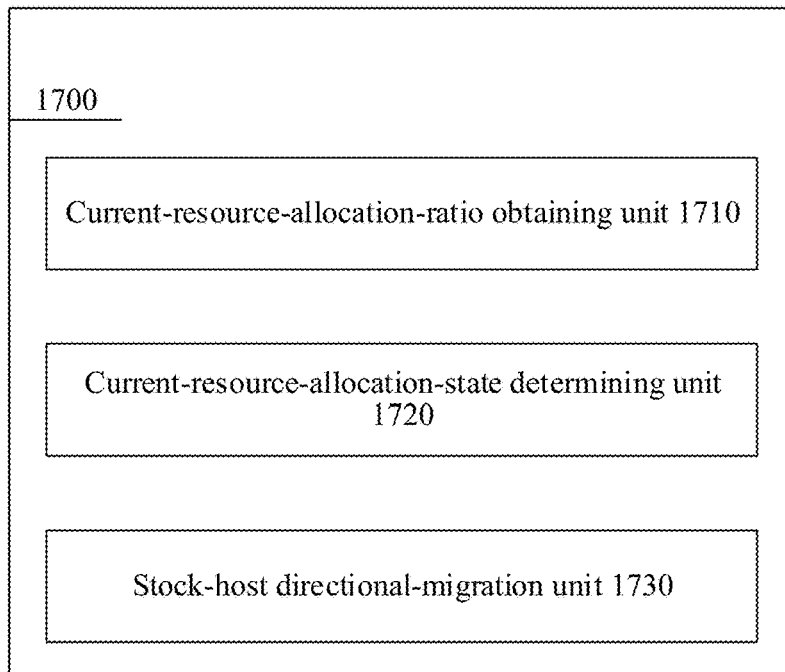 1700
Current-resource-allocation-ratio obtaining unit 1710
Current-resource-allocation-state determining unit
1720
Stock-host directional-migration unit 1730